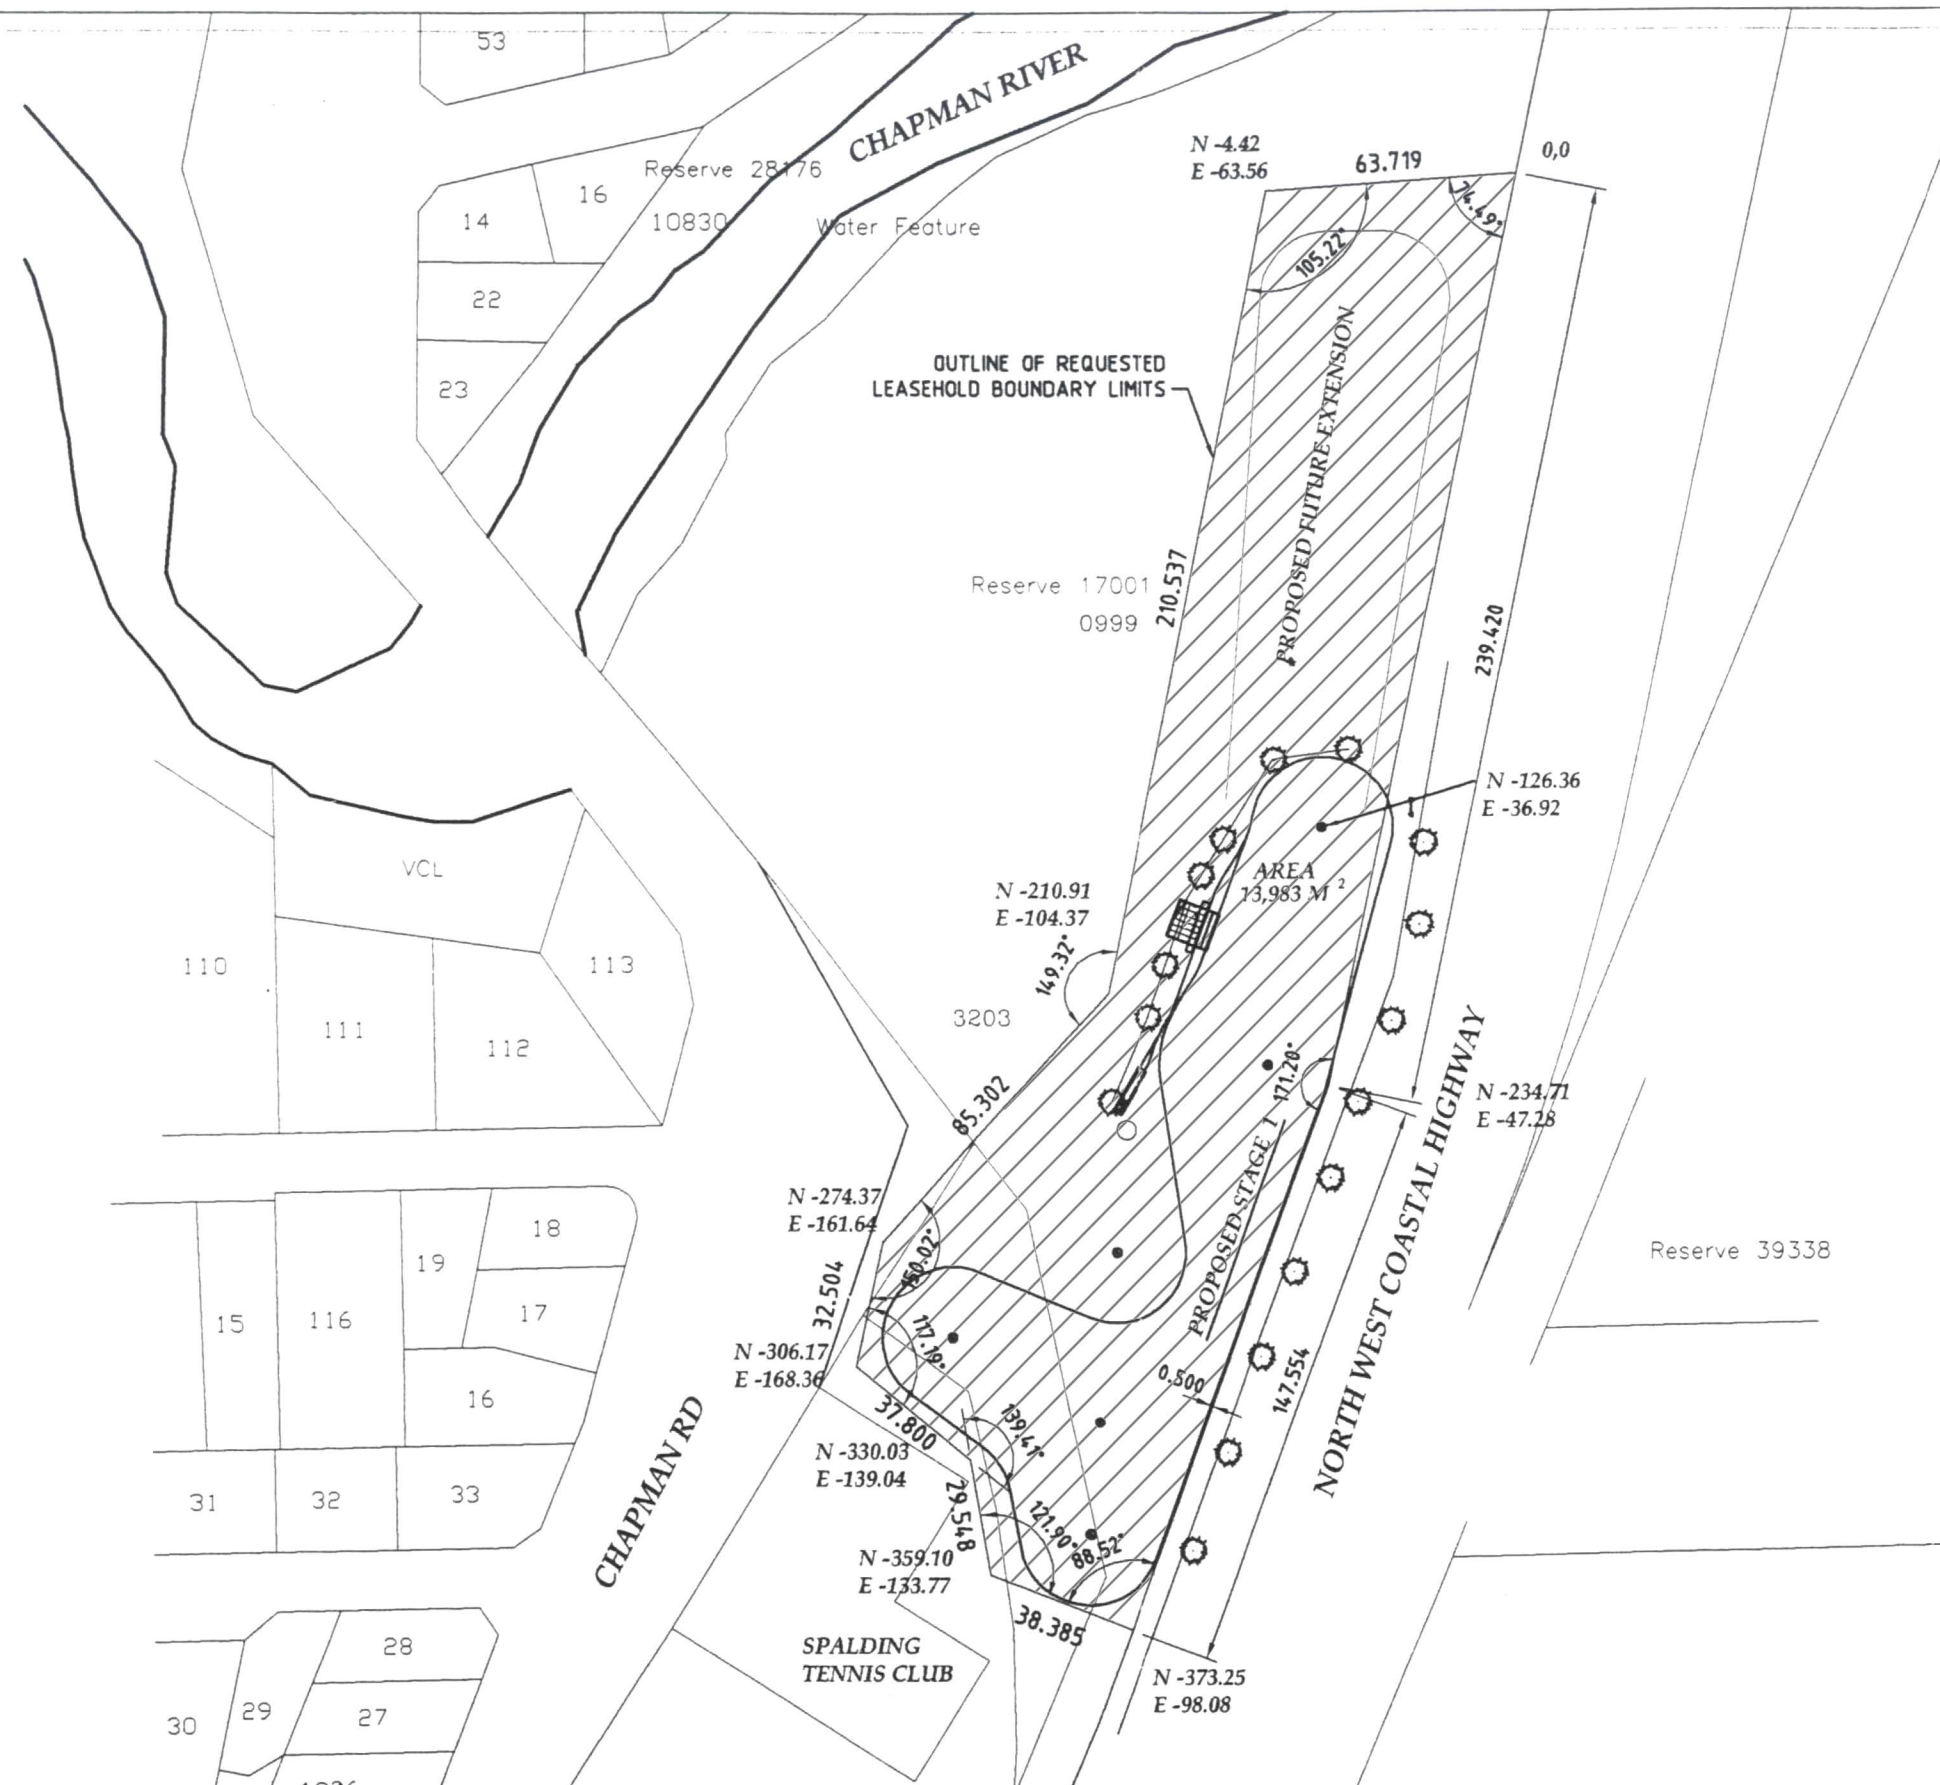 53
CHAPMAN RIVER
N -4.42
E -63.56
63.719
0,0
Reserve 28176
10830
Water Feature
14
16
22
23
74.49°
105.22°
OUTLINE OF REQUESTED
LEASEHOLD BOUNDARY LIMITS
PROPOSED FUTURE EXTENSION
Reserve 17001
0999
210.537
239.420
N -126.36
E -36.92
AREA
13,983 M²
N -210.91
E -104.37
149.32°
3203
VCL
110
111
112
113
85.302
171.20°
N -234.71
E -47.28
PROPOSED STAGE 1
NORTH WEST COASTAL HIGHWAY
Reserve 39338
N -274.37
E -161.64
150.02°
32.504
117.19°
N -306.17
E -168.36
37.800
139.41°
0.500
147.554
N -330.03
E -139.04
29.548
121.90°
88.52°
N -359.10
E -133.77
38.385
N -373.25
E -98.08
CHAPMAN RD
SPALDING
TENNIS CLUB
15
116
19
18
17
16
31
32
33
28
29
27
30